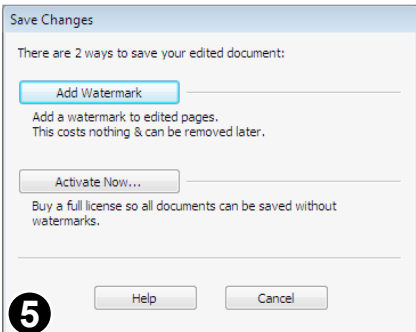 Save Changes
There are 2 ways to save your edited document:
Add Watermark
Add a watermark to edited pages.
This costs nothing & can be removed later.
Activate Now...
Buy a full license so all documents can be saved without
watermarks.
Help Cancel
5